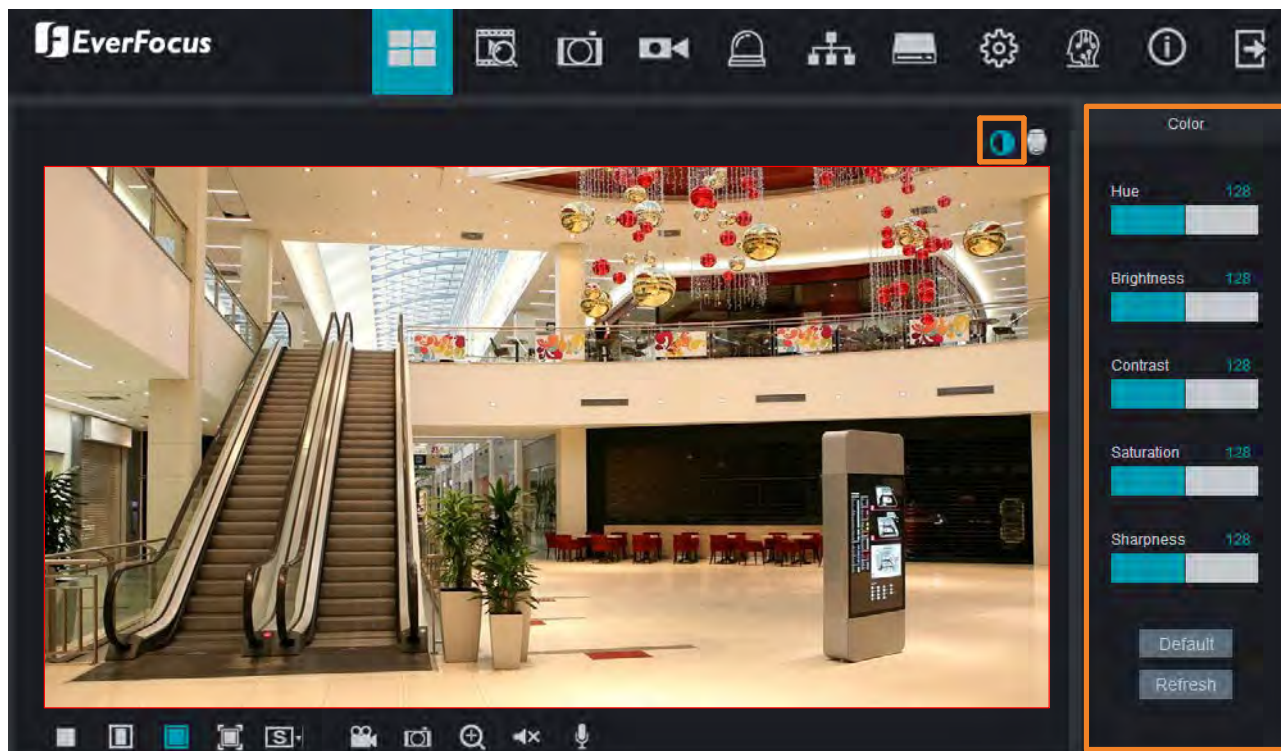 EverFocus
Color
Hue 128
Brightness 128
Contrast 128
Saturation 128
Sharpness 128
Default
Refresh
S